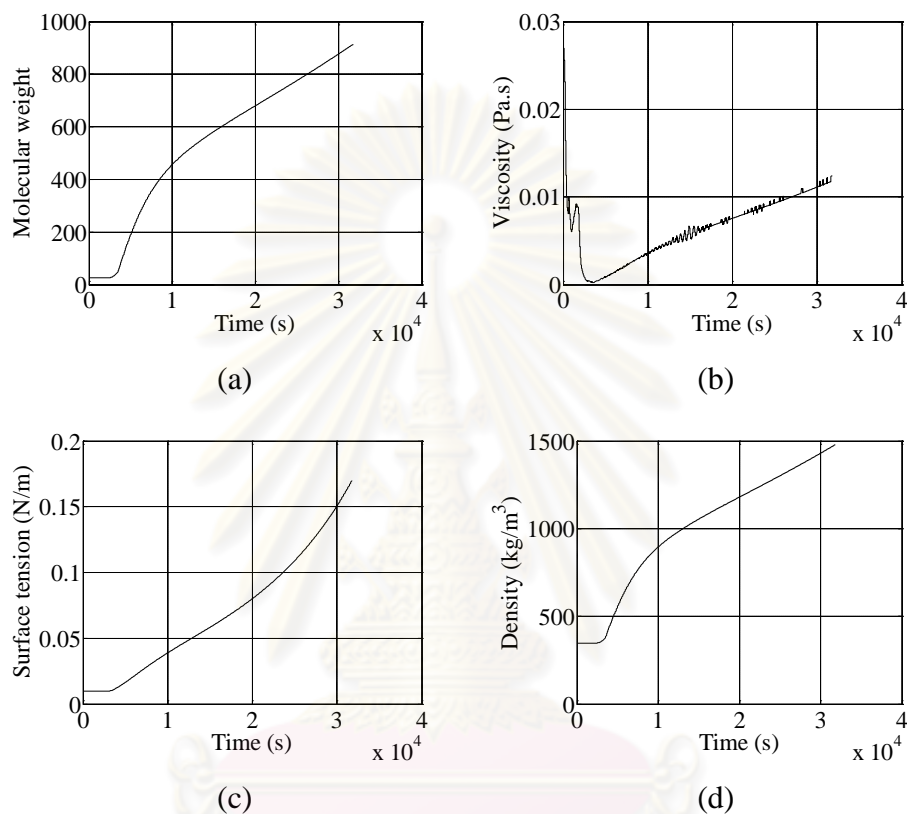 1000
800
600
400
200
0
Molecular weight
0 1 2 3 4
Time (s)
x 10^4
(a)
0.03
0.02
0.01
0
Viscosity (Pa.s)
0 1 2 3 4
Time (s)
x 10^4
(b)
0.2
0.15
0.1
0.05
0
Surface tension (N/m)
0 1 2 3 4
Time (s)
x 10^4
(c)
1500
1000
500
0
Density (kg/m^3)
0 1 2 3 4
Time (s)
x 10^4
(d)